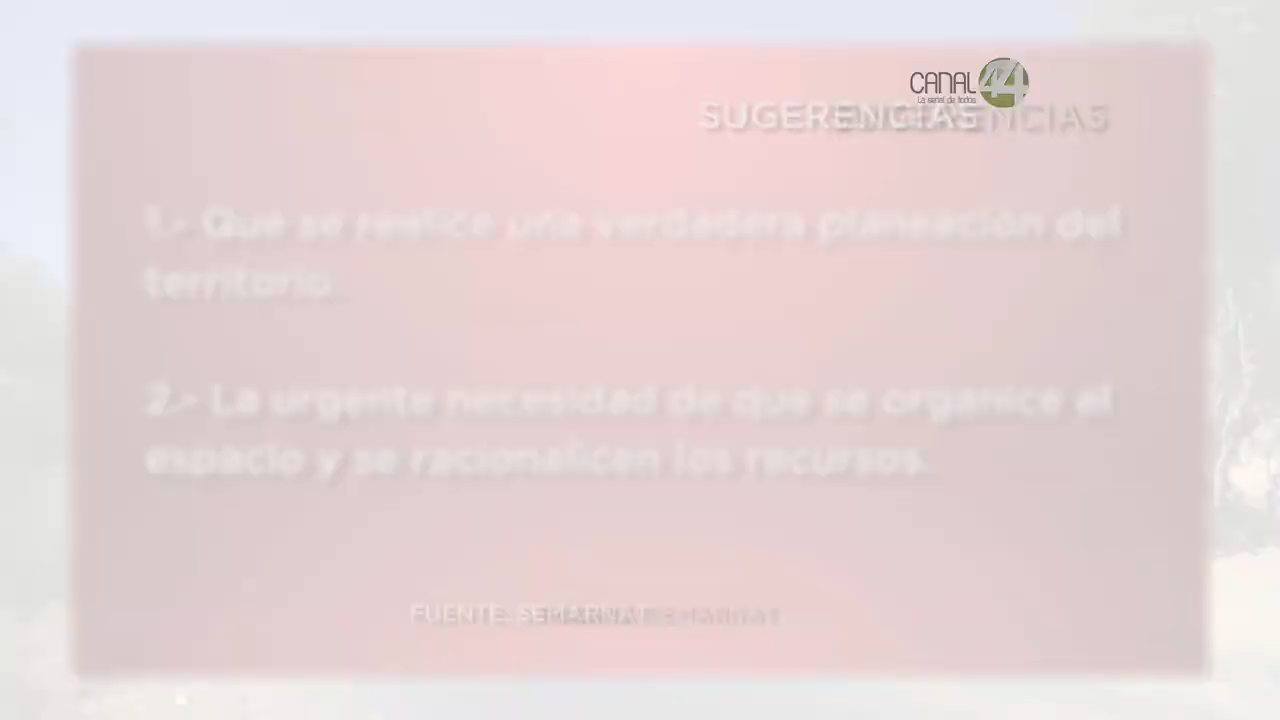 CANAL 44
La señal de todos
SUGERENCIAS
1.- Que se realice una verdadera planeación del
territorio.
2.- La urgente necesidad de que se organice el
espacio y se racionalicen los recursos.
FUENTE: SEMARNAT